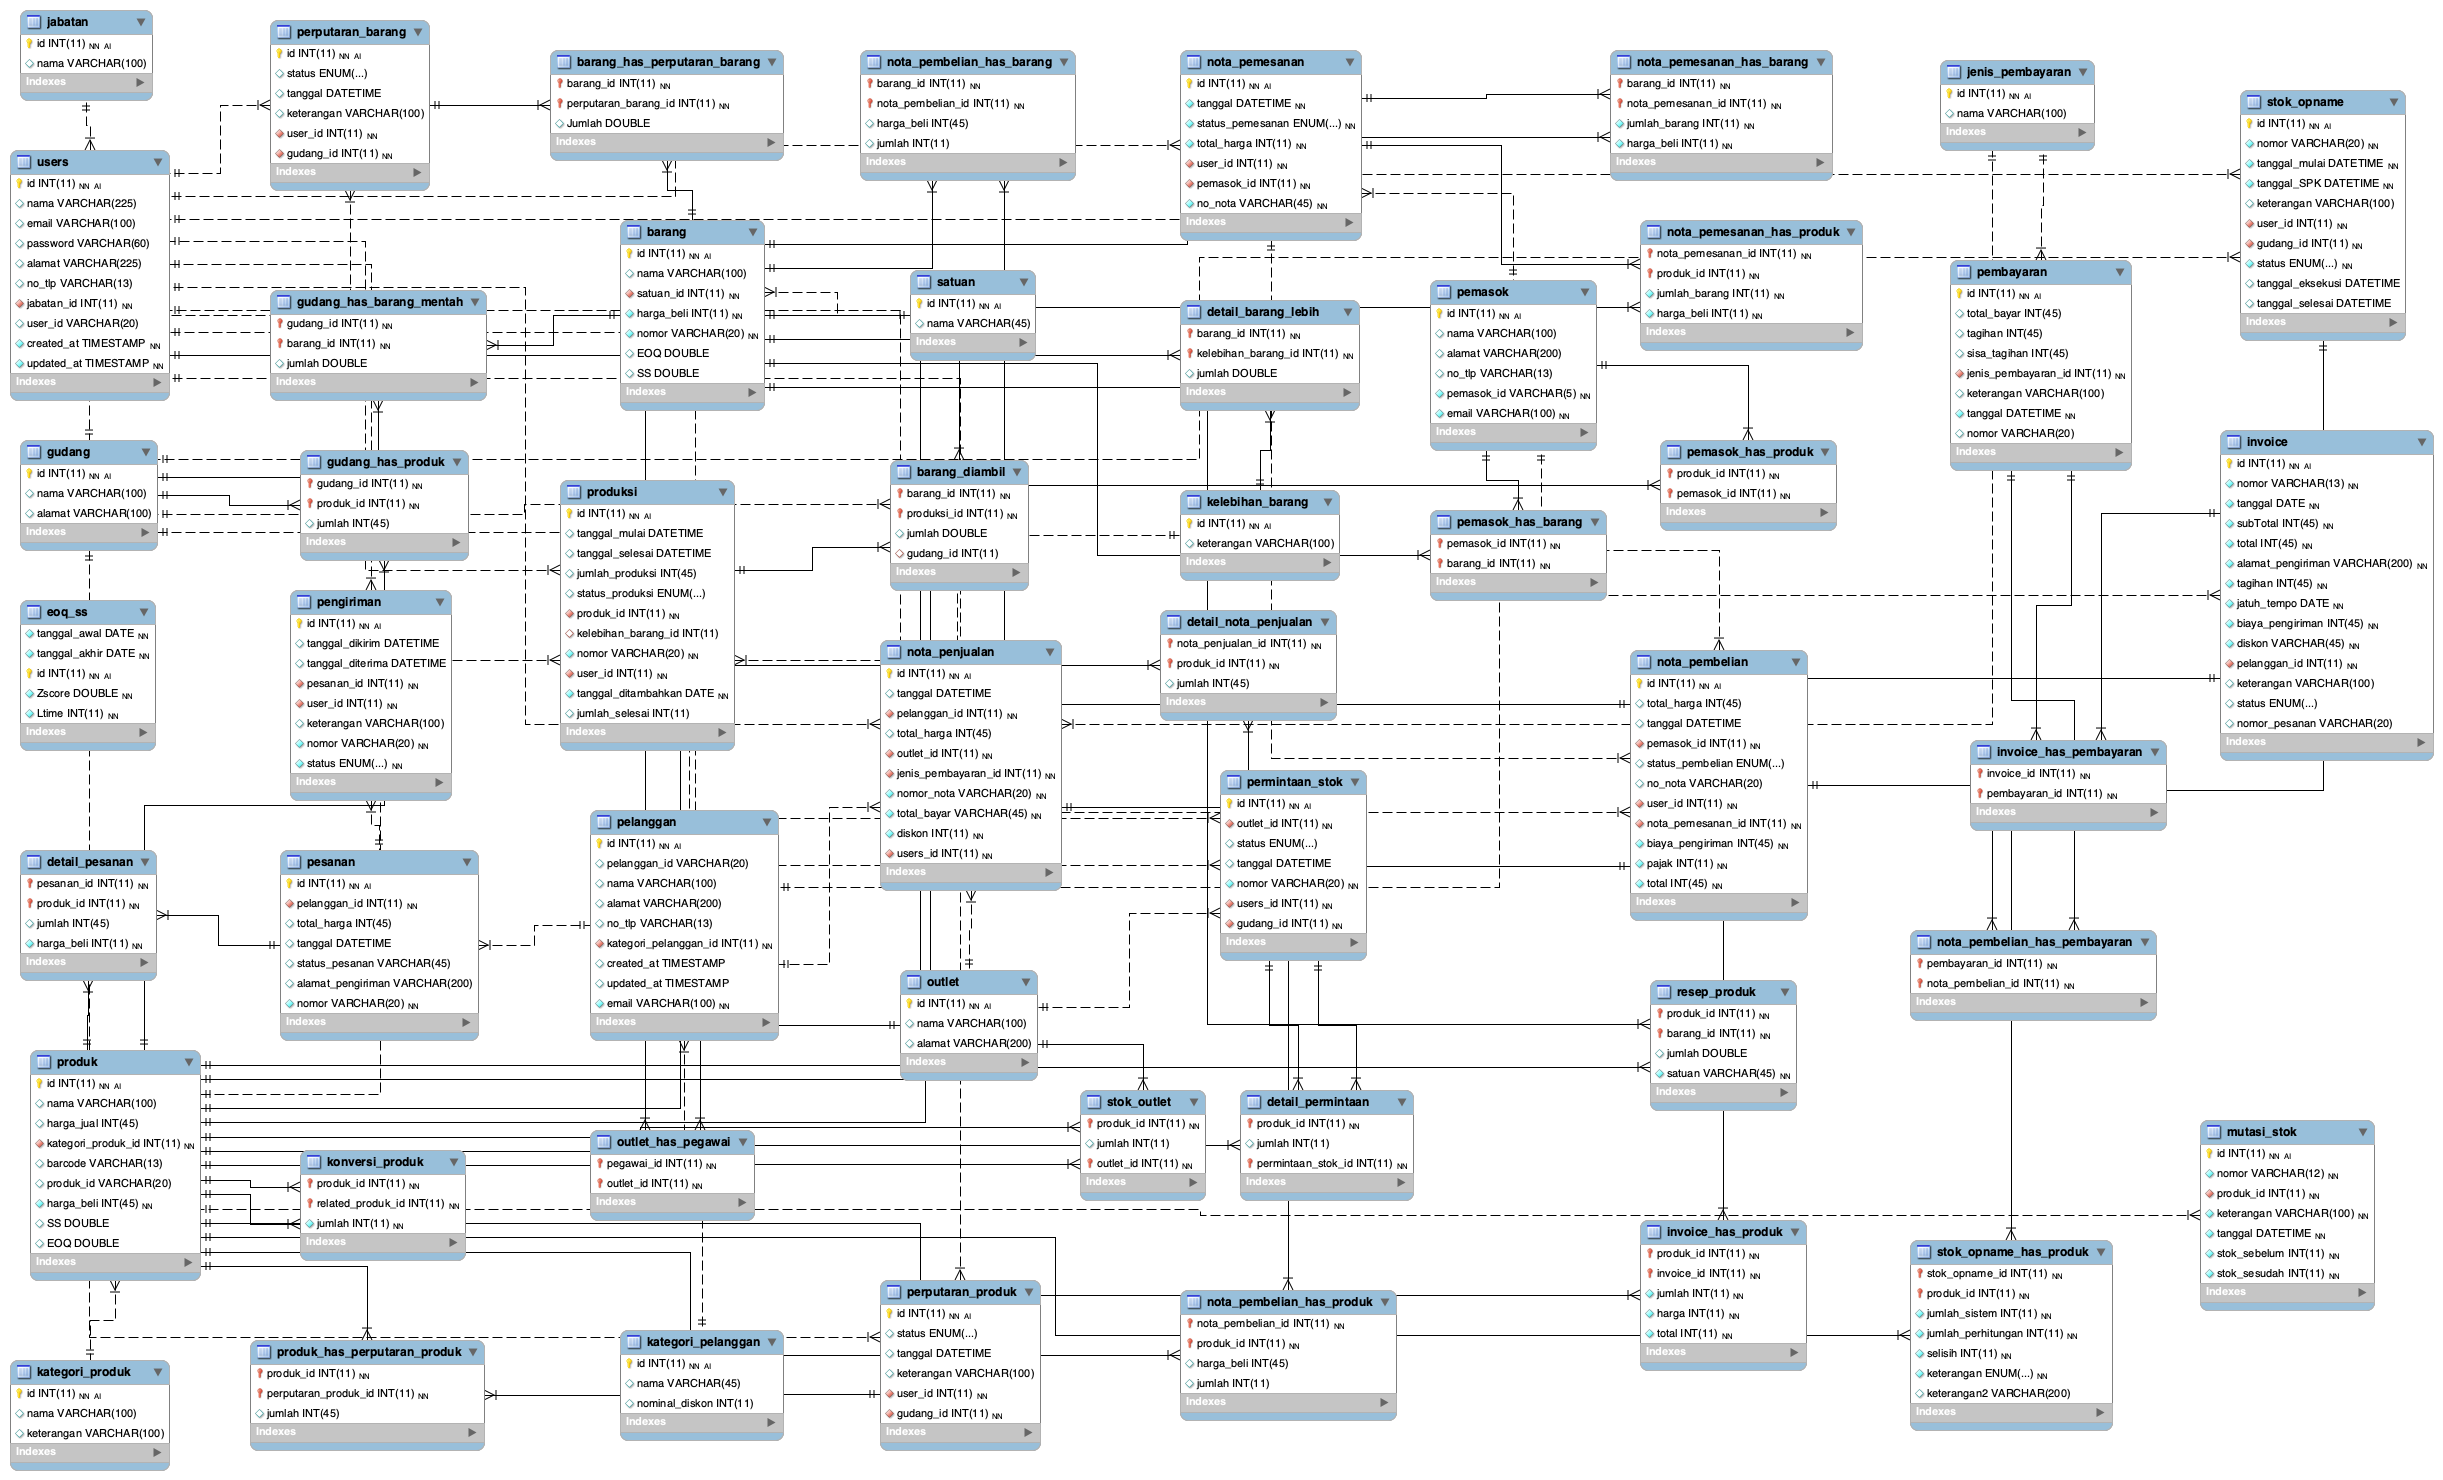 jabatan
id INT(11) NN AI
nama VARCHAR(100)
Indexes
perputaran_barang
id INT(11) NN AI
status ENUM(...)
tanggal DATETIME
keterangan VARCHAR(100)
user_id INT(11) NN
gudang_id INT(11) NN
Indexes
barang_has_perputaran_barang
barang_id INT(11) NN
perputaran_barang_id INT(11) NN
Jumlah DOUBLE
Indexes
nota_pembelian_has_barang
barang_id INT(11) NN
nota_pembelian_id INT(11) NN
harga_beli INT(45)
jumlah INT(11)
Indexes
nota_pemesanan
id INT(11) NN AI
tanggal DATETIME NN
status_pemesanan ENUM(...) NN
total_harga INT(11) NN
user_id INT(11) NN
pemasok_id INT(11) NN
no_nota VARCHAR(45) NN
Indexes
nota_pemesanan_has_barang
barang_id INT(11) NN
nota_pemesanan_id INT(11) NN
jumlah_barang INT(11) NN
harga_beli INT(11) NN
Indexes
jenis_pembayaran
id INT(11) NN AI
nama VARCHAR(100)
Indexes
stok_opname
id INT(11) NN AI
nomor VARCHAR(20) NN
tanggal_mulai DATETIME NN
tanggal_SPK DATETIME NN
keterangan VARCHAR(100)
user_id INT(11) NN
gudang_id INT(11) NN
status ENUM(...) NN
tanggal_eksekusi DATETIME
tanggal_selesai DATETIME
Indexes
users
id INT(11) NN AI
nama VARCHAR(225)
email VARCHAR(100)
password VARCHAR(60)
alamat VARCHAR(225)
no_tlp VARCHAR(13)
jabatan_id INT(11) NN
user_id VARCHAR(20)
created_at TIMESTAMP NN
updated_at TIMESTAMP NN
Indexes
gudang_has_barang_mentah
gudang_id INT(11) NN
barang_id INT(11) NN
jumlah DOUBLE
Indexes
barang
id INT(11) NN AI
nama VARCHAR(100)
satuan_id INT(11) NN
harga_beli INT(11) NN
nomor VARCHAR(20) NN
EOQ DOUBLE
SS DOUBLE
Indexes
satuan
id INT(11) NN AI
nama VARCHAR(45)
Indexes
detail_barang_lebih
barang_id INT(11) NN
kelebihan_barang_id INT(11) NN
jumlah DOUBLE
Indexes
pemasok
id INT(11) NN AI
nama VARCHAR(100)
alamat VARCHAR(200)
no_tlp VARCHAR(13)
pemasok_id VARCHAR(5) NN
email VARCHAR(100) NN
Indexes
nota_pemesanan_has_produk
nota_pemesanan_id INT(11) NN
produk_id INT(11) NN
jumlah_barang INT(11) NN
harga_beli INT(11) NN
Indexes
pembayaran
id INT(11) NN AI
total_bayar INT(45)
tagihan INT(45)
sisa_tagihan INT(45)
jenis_pembayaran_id INT(11) NN
keterangan VARCHAR(100)
tanggal DATETIME NN
nomor VARCHAR(20)
Indexes
gudang
id INT(11) NN AI
nama VARCHAR(100)
alamat VARCHAR(100)
Indexes
gudang_has_produk
gudang_id INT(11) NN
produk_id INT(11) NN
jumlah INT(45)
Indexes
produksi
id INT(11) NN AI
tanggal_mulai DATETIME
tanggal_selesai DATETIME
jumlah_produksi INT(45)
status_produksi ENUM(...)
produk_id INT(11) NN
kelebihan_barang_id INT(11)
nomor VARCHAR(20) NN
user_id INT(11) NN
tanggal_ditambahkan DATE NN
jumlah_selesai INT(11)
Indexes
barang_diambil
barang_id INT(11) NN
produksi_id INT(11) NN
jumlah DOUBLE
gudang_id INT(11)
Indexes
kelebihan_barang
id INT(11) NN AI
keterangan VARCHAR(100)
Indexes
pemasok_has_barang
pemasok_id INT(11) NN
barang_id INT(11) NN
Indexes
pemasok_has_produk
produk_id INT(11) NN
pemasok_id INT(11) NN
Indexes
invoice
id INT(11) NN AI
nomor VARCHAR(13) NN
tanggal DATE NN
subTotal INT(45) NN
total INT(45) NN
alamat_pengiriman VARCHAR(200) NN
tagihan INT(45) NN
jatuh_tempo DATE NN
biaya_pengiriman INT(45) NN
diskon VARCHAR(45) NN
pelanggan_id INT(11) NN
keterangan VARCHAR(100)
status ENUM(...)
nomor_pesanan VARCHAR(20)
Indexes
eoq_ss
tanggal_awal DATE NN
tanggal_akhir DATE NN
id INT(11) NN AI
Zscore DOUBLE NN
Ltime INT(11) NN
Indexes
pengiriman
id INT(11) NN AI
tanggal_dikirim DATETIME
tanggal_diterima DATETIME
pesanan_id INT(11) NN
user_id INT(11) NN
keterangan VARCHAR(100)
nomor VARCHAR(20) NN
status ENUM(...) NN
Indexes
nota_penjualan
id INT(11) NN AI
tanggal DATETIME
pelanggan_id INT(11) NN
total_harga INT(45)
outlet_id INT(11) NN
jenis_pembayaran_id INT(11) NN
nomor_nota VARCHAR(20) NN
total_bayar VARCHAR(45) NN
diskon INT(11) NN
users_id INT(11) NN
Indexes
detail_nota_penjualan
nota_penjualan_id INT(11) NN
produk_id INT(11) NN
jumlah INT(45)
Indexes
nota_pembelian
id INT(11) NN AI
total_harga INT(45)
tanggal DATETIME
pemasok_id INT(11) NN
status_pembelian ENUM(...)
no_nota VARCHAR(20)
user_id INT(11) NN
nota_pemesanan_id INT(11) NN
biaya_pengiriman INT(45) NN
pajak INT(11) NN
total INT(45) NN
Indexes
invoice_has_pembayaran
invoice_id INT(11) NN
pembayaran_id INT(11) NN
Indexes
permintaan_stok
id INT(11) NN AI
outlet_id INT(11) NN
status ENUM(...)
tanggal DATETIME
nomor VARCHAR(20) NN
users_id INT(11) NN
gudang_id INT(11) NN
Indexes
detail_pesanan
pesanan_id INT(11) NN
produk_id INT(11) NN
jumlah INT(45)
harga_beli INT(11) NN
Indexes
pesanan
id INT(11) NN AI
pelanggan_id INT(11) NN
total_harga INT(45)
tanggal DATETIME
status_pesanan VARCHAR(45)
alamat_pengiriman VARCHAR(200)
nomor VARCHAR(20) NN
Indexes
pelanggan
id INT(11) NN AI
pelanggan_id VARCHAR(20)
nama VARCHAR(100)
alamat VARCHAR(200)
no_tlp VARCHAR(13)
kategori_pelanggan_id INT(11) NN
created_at TIMESTAMP
updated_at TIMESTAMP
email VARCHAR(100) NN
Indexes
outlet
id INT(11) NN AI
nama VARCHAR(100)
alamat VARCHAR(200)
Indexes
nota_pembelian_has_pembayaran
pembayaran_id INT(11) NN
nota_pembelian_id INT(11) NN
Indexes
resep_produk
produk_id INT(11) NN
barang_id INT(11) NN
jumlah DOUBLE
satuan VARCHAR(45) NN
Indexes
produk
id INT(11) NN AI
nama VARCHAR(100)
harga_jual INT(45)
kategori_produk_id INT(11) NN
barcode VARCHAR(13)
produk_id VARCHAR(20)
harga_beli INT(45) NN
SS DOUBLE
EOQ DOUBLE
Indexes
konversi_produk
produk_id INT(11) NN
related_produk_id INT(11) NN
jumlah INT(11) NN
Indexes
outlet_has_pegawai
pegawai_id INT(11) NN
outlet_id INT(11) NN
Indexes
stok_outlet
produk_id INT(11) NN
jumlah INT(11)
outlet_id INT(11) NN
Indexes
detail_permintaan
produk_id INT(11) NN
jumlah INT(11)
permintaan_stok_id INT(11) NN
Indexes
mutasi_stok
id INT(11) NN AI
nomor VARCHAR(12) NN
produk_id INT(11) NN
keterangan VARCHAR(100) NN
tanggal DATETIME NN
stok_sebelum INT(11) NN
stok_sesudah INT(11) NN
Indexes
invoice_has_produk
produk_id INT(11) NN
invoice_id INT(11) NN
jumlah INT(11) NN
harga INT(11) NN
total INT(11) NN
Indexes
stok_opname_has_produk
stok_opname_id INT(11) NN
produk_id INT(11) NN
jumlah_sistem INT(11) NN
jumlah_perhitungan INT(11) NN
selisih INT(11) NN
keterangan ENUM(...) NN
keterangan2 VARCHAR(200)
Indexes
kategori_produk
id INT(11) NN AI
nama VARCHAR(100)
keterangan VARCHAR(100)
Indexes
produk_has_perputaran_produk
produk_id INT(11) NN
perputaran_produk_id INT(11) NN
jumlah INT(45)
Indexes
kategori_pelanggan
id INT(11) NN AI
nama VARCHAR(45)
nominal_diskon INT(11)
Indexes
perputaran_produk
id INT(11) NN AI
status ENUM(...)
tanggal DATETIME
keterangan VARCHAR(100)
user_id INT(11) NN
gudang_id INT(11) NN
Indexes
nota_pembelian_has_produk
nota_pembelian_id INT(11) NN
produk_id INT(11) NN
harga_beli INT(45)
jumlah INT(11)
Indexes